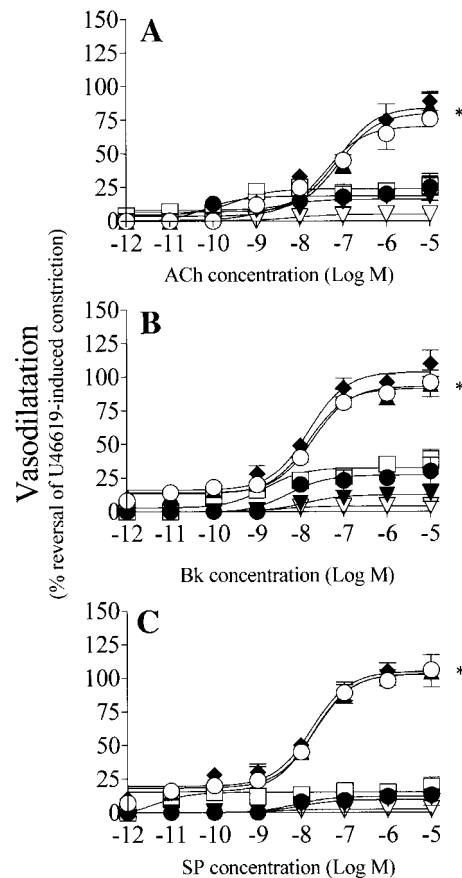 Vasodilatation
(% reversal of U46619-induced constriction)
A
150
125
100
75
50
25
0
*
-12 -11 -10 -9 -8 -7 -6 -5
ACh concentration (Log M)
B
150
125
100
75
50
25
0
*
-12 -11 -10 -9 -8 -7 -6 -5
Bk concentration (Log M)
C
150
125
100
75
50
25
0
*
-12 -11 -10 -9 -8 -7 -6 -5
SP concentration (Log M)